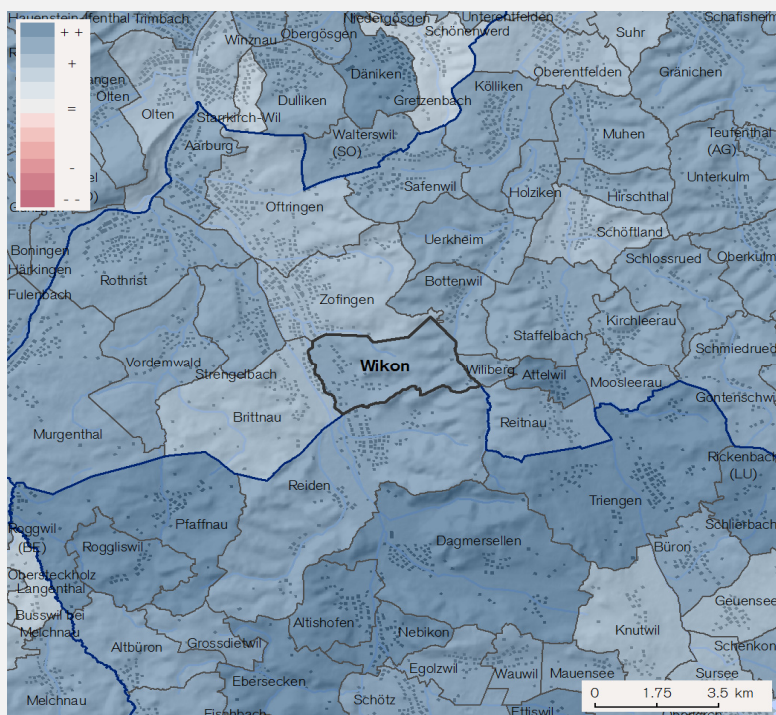 Hauenstein-Ifenthal Trimbach
Niedergösgen
Unterentfelden
Schafisheim
Winznau
Obergösgen
Schönenwerd
Suhr
+ +
+
=
-
- -
Olten
Däniken
Oberentfelden
Gränichen
Olten
Dulliken
Gretzenbach
Kölliken
Starrkirch-Wil
Aarburg
Walterswil
(SO)
Muhen
Teufenthal
(AG)
Safenwil
Holziken
Hirschthal
Unterkulm
Oftringen
Uerkheim
Schöftland
Boningen
Härkingen
Fulenbach
Rothrist
Schlossrued
Oberkulm
Bottenwil
Zofingen
Staffelbach
Kirchleerau
Schmiedrued
Vordemwald
Strengelbach
Wikon
Wiliberg
Attelwil
Moosleerau
Gontenschwil
Brittnau
Reitnau
Murgenthal
Rickenbach
(LU)
Reiden
Triengen
Pfaffnau
Schlierbach
Roggwil
(BE)
Roggliswil
Dagmersellen
Büron
Obersteckholz
Langenthal
Busswil bei
Melchnau
Geuensee
Altishofen
Nebikon
Knutwil
Altbüron
Grossdietwil
Schenkon
Egolzwil
Wauwil
Mauensee
Sursee
Ebersecken
Melchnau
Schötz
Fischbach
Ettiswil
0
1.75
3.5 km